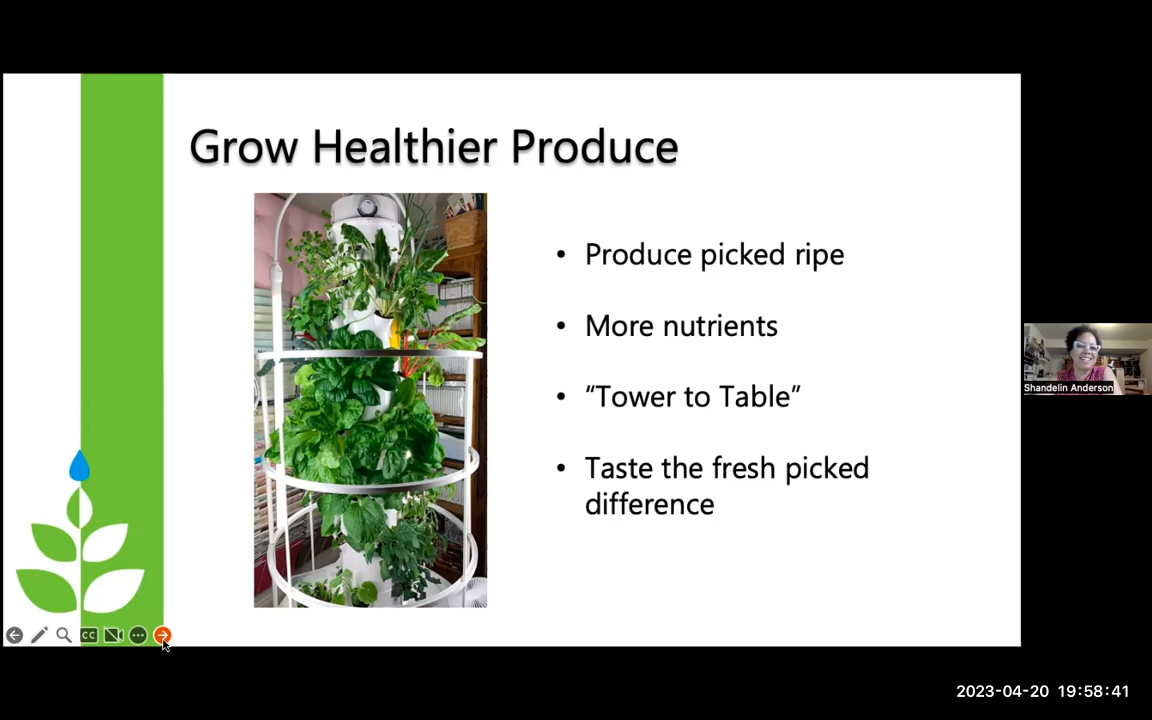 Grow Healthier Produce
• Produce picked ripe
• More nutrients
• “Tower to Table”
• Taste the fresh picked
difference
CC
Shandelin Anderson
2023-04-20 19:58:41